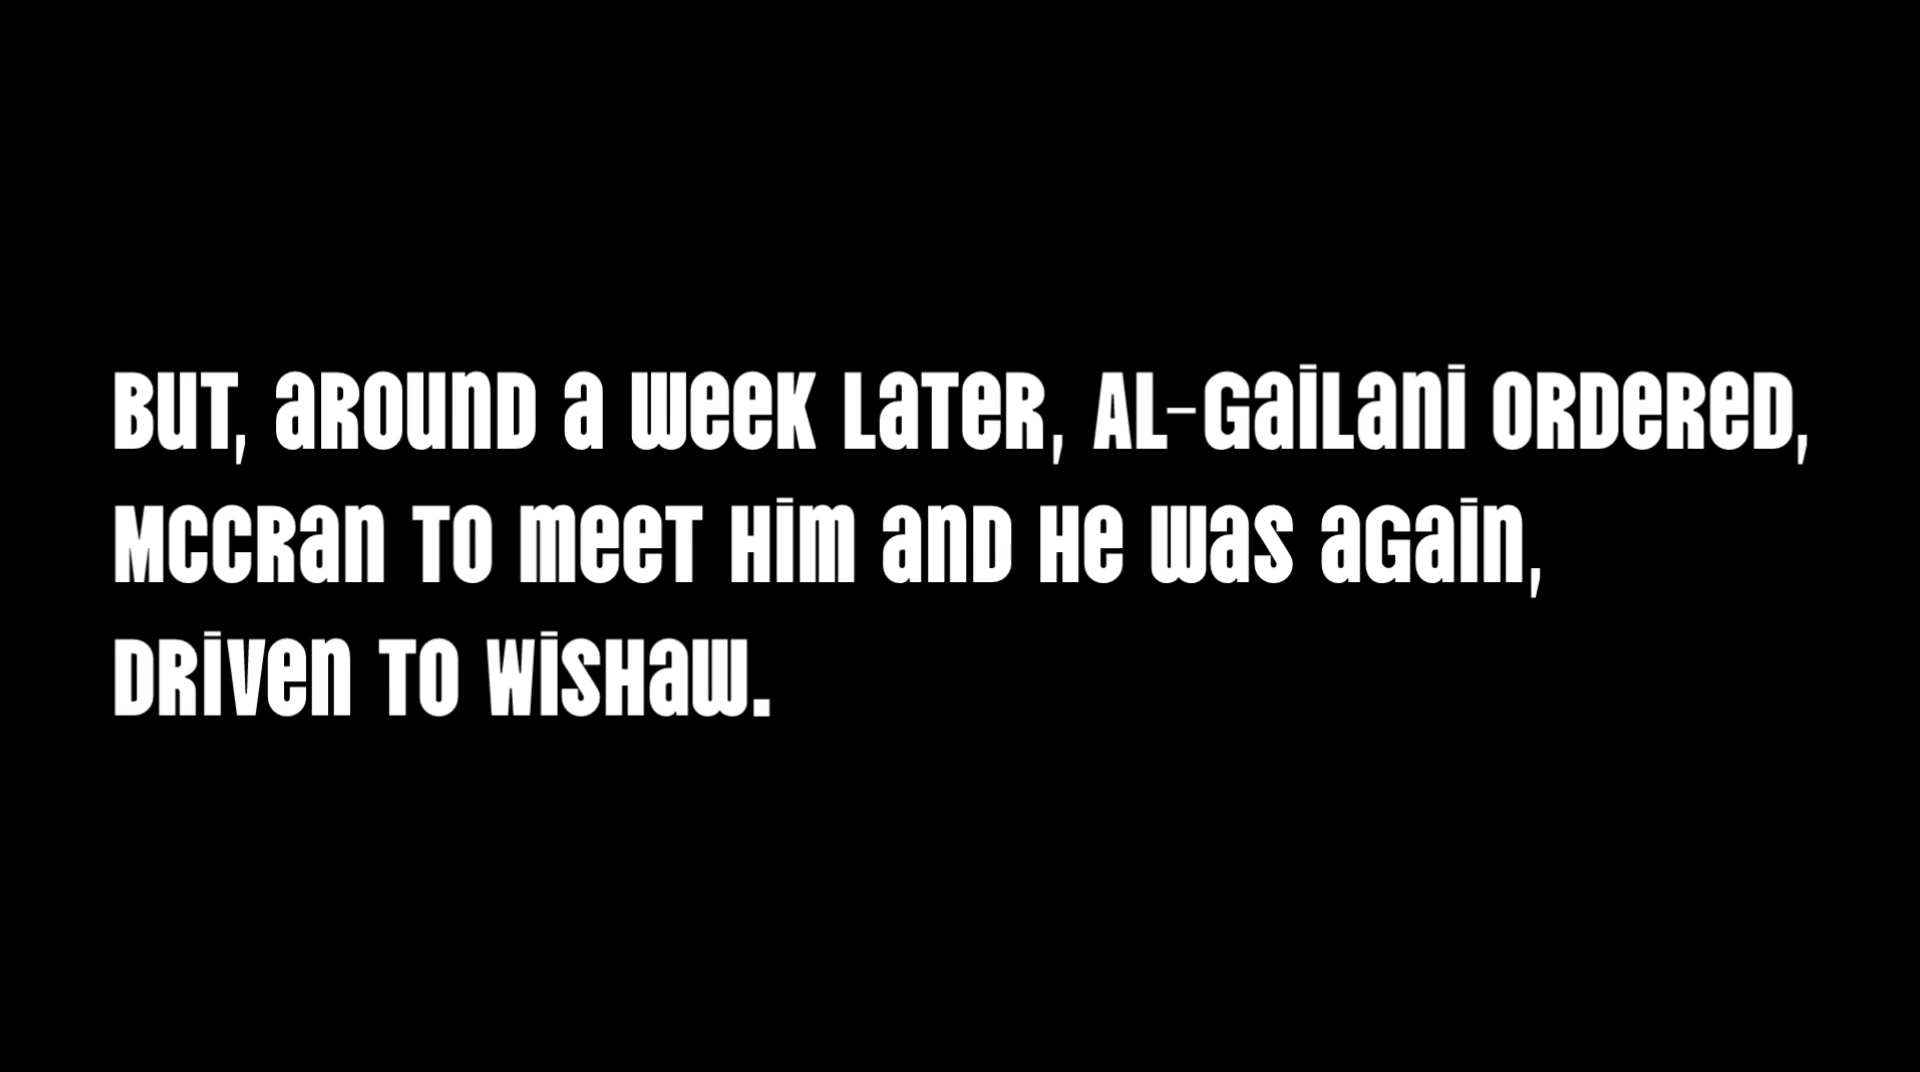 But, around a week later, Al-Gailani ordered,
McCran to meet him and he was again,
driven to Wishaw.